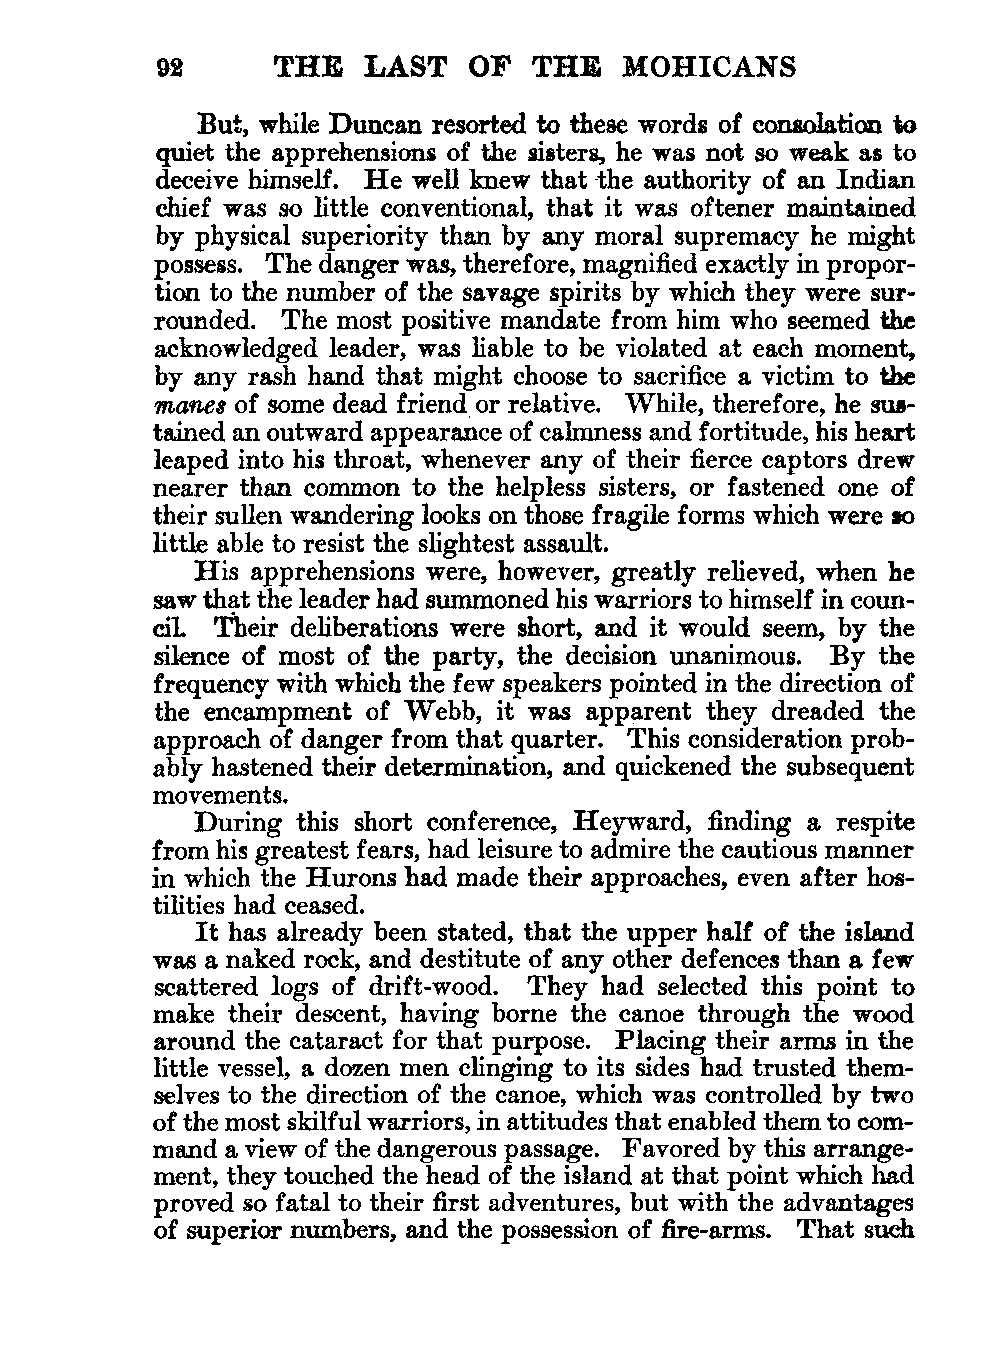 92 THE LAST OF THE MOHICANS
But, while Duncan resorted to these words of consolation to
quiet the apprehensions of the sisters, he was not so weak as to
deceive himself. He well knew that the authority of an Indian
chief was so little conventional, that it was oftener maintained
by physical superiority than by any moral supremacy he might
possess. The danger was, therefore, magnified exactly in propor-
tion to the number of the savage spirits by which they were sur-
rounded. The most positive mandate from him who seemed the
acknowledged leader, was liable to be violated at each moment,
by any rash hand that might choose to sacrifice a victim to the
manes of some dead friend or relative. While, therefore, he sus-
tained an outward appearance of calmness and fortitude, his heart
leaped into his throat, whenever any of their fierce captors drew
nearer than common to the helpless sisters, or fastened one of
their sullen wandering looks on those fragile forms which were so
little able to resist the slightest assault.
His apprehensions were, however, greatly relieved, when he
saw that the leader had summoned his warriors to himself in coun-
cil. Their deliberations were short, and it would seem, by the
silence of most of the party, the decision unanimous. By the
frequency with which the few speakers pointed in the direction of
the encampment of Webb, it was apparent they dreaded the
approach of danger from that quarter. This consideration prob-
ably hastened their determination, and quickened the subsequent
movements.
During this short conference, Heyward, finding a respite
from his greatest fears, had leisure to admire the cautious manner
in which the Hurons had made their approaches, even after hos-
tilities had ceased.
It has already been stated, that the upper half of the island
was a naked rock, and destitute of any other defences than a few
scattered logs of drift-wood. They had selected this point to
make their descent, having borne the canoe through the wood
around the cataract for that purpose. Placing their arms in the
little vessel, a dozen men clinging to its sides had trusted them-
selves to the direction of the canoe, which was controlled by two
of the most skilful warriors, in attitudes that enabled them to com-
mand a view of the dangerous passage. Favored by this arrange-
ment, they touched the head of the island at that point which had
proved so fatal to their first adventures, but with the advantages
of superior numbers, and the possession of fire-arms. That such